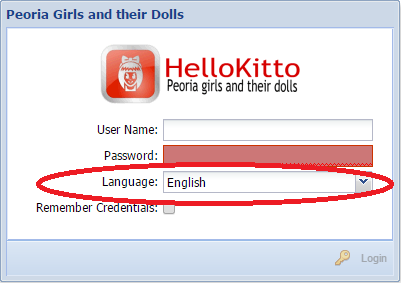 Peoria Girls and their Dolls
HelloKitto
Peoria girls and their dolls
User Name:
Password:
Language: English
Remember Credentials:
Login